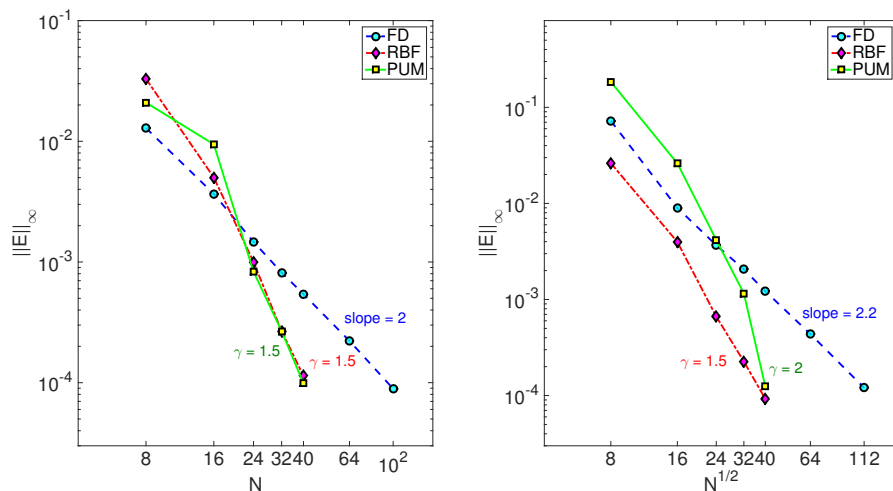 10^-1
10^-2
10^-3
10^-4
||E||∞
8
16
24
32
40
64
10^2
N
FD
RBF
PUM
slope = 2
γ = 1.5
γ = 1.5
10^-1
10^-2
10^-3
10^-4
||E||∞
8
16
24
32
40
64
112
N^1/2
FD
RBF
PUM
slope = 2.2
γ = 1.5
γ = 2